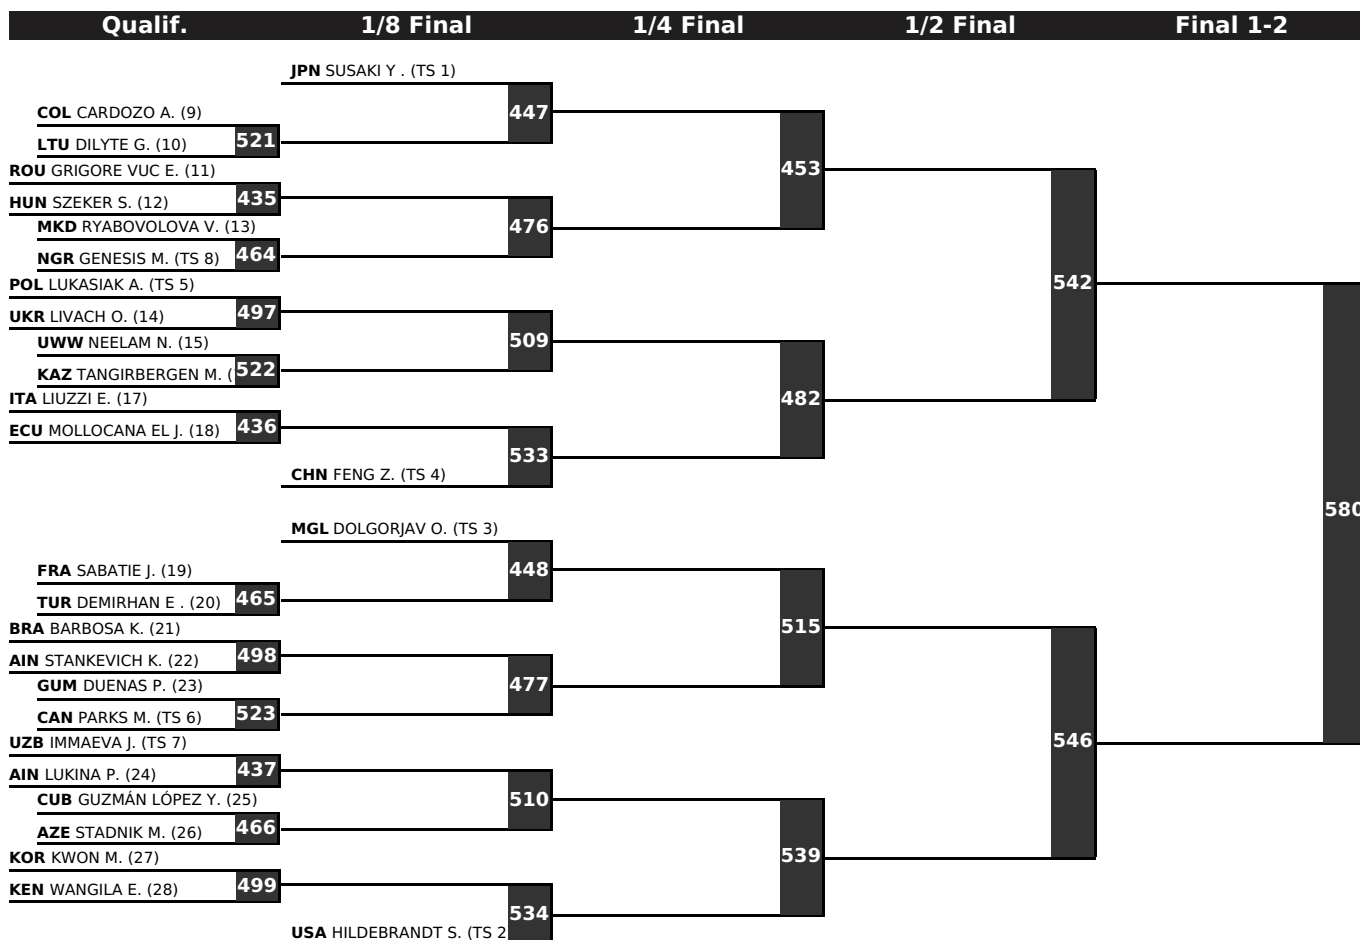 Qualif. 1/8 Final 1/4 Final 1/2 Final Final 1-2
JPN SUSAKI Y . (TS 1)
447
COL CARDOZO A. (9)
521
LTU DILYTE G. (10)
453
ROU GRIGORE VUC E. (11)
435
HUN SZEKER S. (12)
476
MKD RYABOVOLOVA V. (13)
464
NGR GENESIS M. (TS 8)
542
POL LUKASIAK A. (TS 5)
497
UKR LIVACH O. (14)
509
UWW NEELAM N. (15)
522
KAZ TANGIRBERGEN M. (
482
ITA LIUZZI E. (17)
436
ECU MOLLOCANA EL J. (18)
533
CHN FENG Z. (TS 4)
580
MGL DOLGORJAV O. (TS 3)
448
FRA SABATIE J. (19)
465
TUR DEMIRHAN E . (20)
515
BRA BARBOSA K. (21)
498
AIN STANKEVICH K. (22)
477
GUM DUENAS P. (23)
523
CAN PARKS M. (TS 6)
546
UZB IMMAEVA J. (TS 7)
437
AIN LUKINA P. (24)
510
CUB GUZMÁN LÓPEZ Y. (25)
466
AZE STADNIK M. (26)
539
KOR KWON M. (27)
499
KEN WANGILA E. (28)
534
USA HILDEBRANDT S. (TS 2